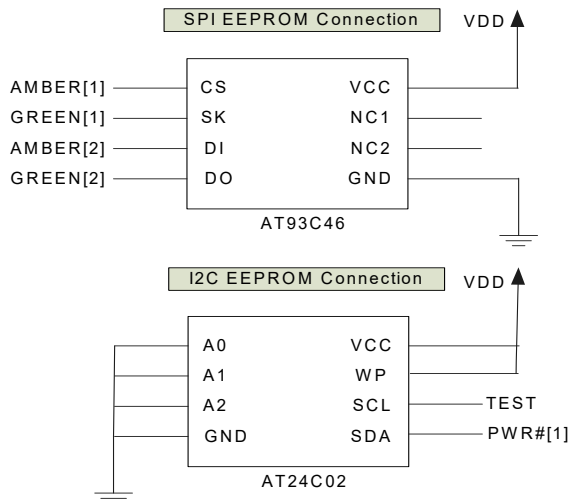 SPI EEPROM Connection
VDD
AMBER[1] CS VCC
GREEN[1] SK NC1
AMBER[2] DI NC2
GREEN[2] DO GND
AT93C46
I2C EEPROM Connection
VDD
A0 VCC
A1 WP
A2 SCL TEST
GND SDA PWR#[1]
AT24C02